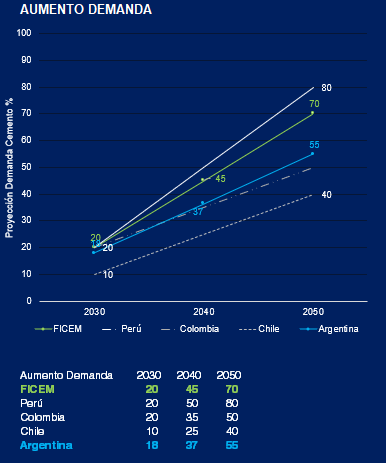 AUMENTO DEMANDA
Proyección Demanda Cemento %
100
90
80
70
60
50
40
30
20
10
0
80
70
55
45
37
40
20
18
20
10
2030 2040 2050
FICEM Perú Colombia Chile Argentina
Aumento Demanda 2030 2040 2050
FICEM 20 45 70
Perú 20 50 80
Colombia 20 35 50
Chile 10 25 40
Argentina 18 37 55